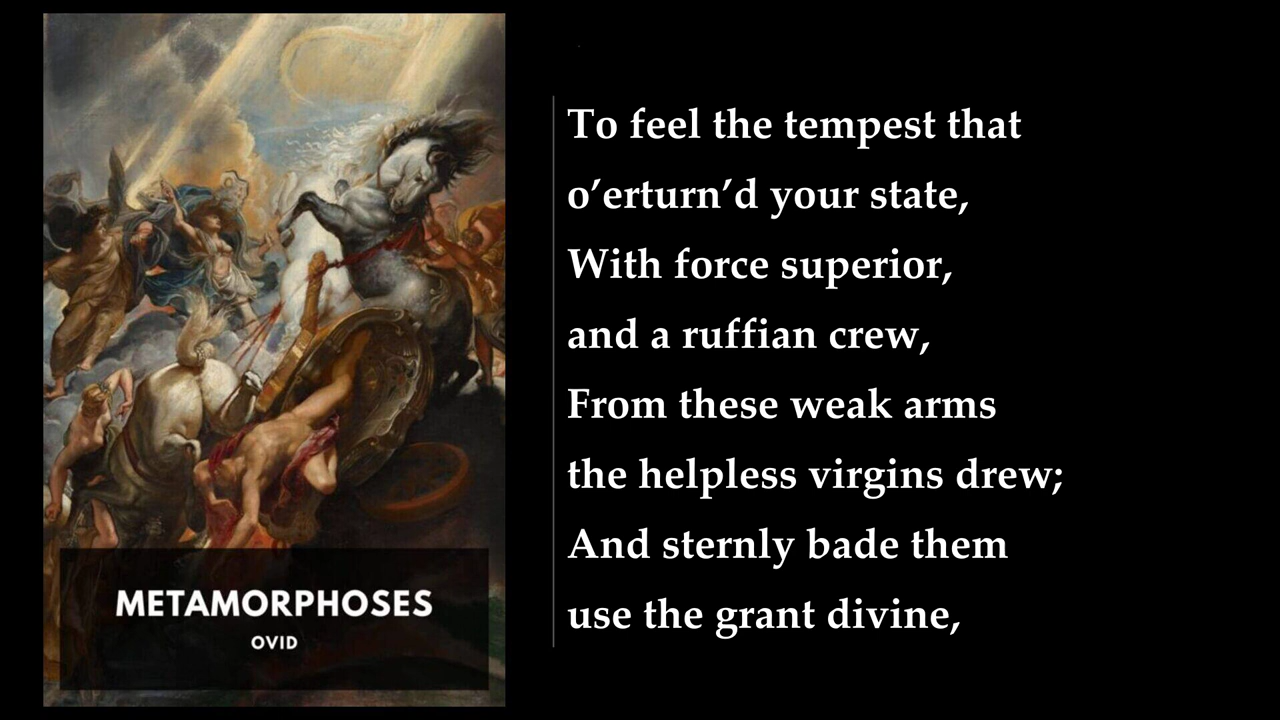 METAMORPHOSES
OVID
To feel the tempest that
o’erturn’d your state,
With force superior,
and a ruffian crew,
From these weak arms
the helpless virgins drew;
And sternly bade them
use the grant divine,